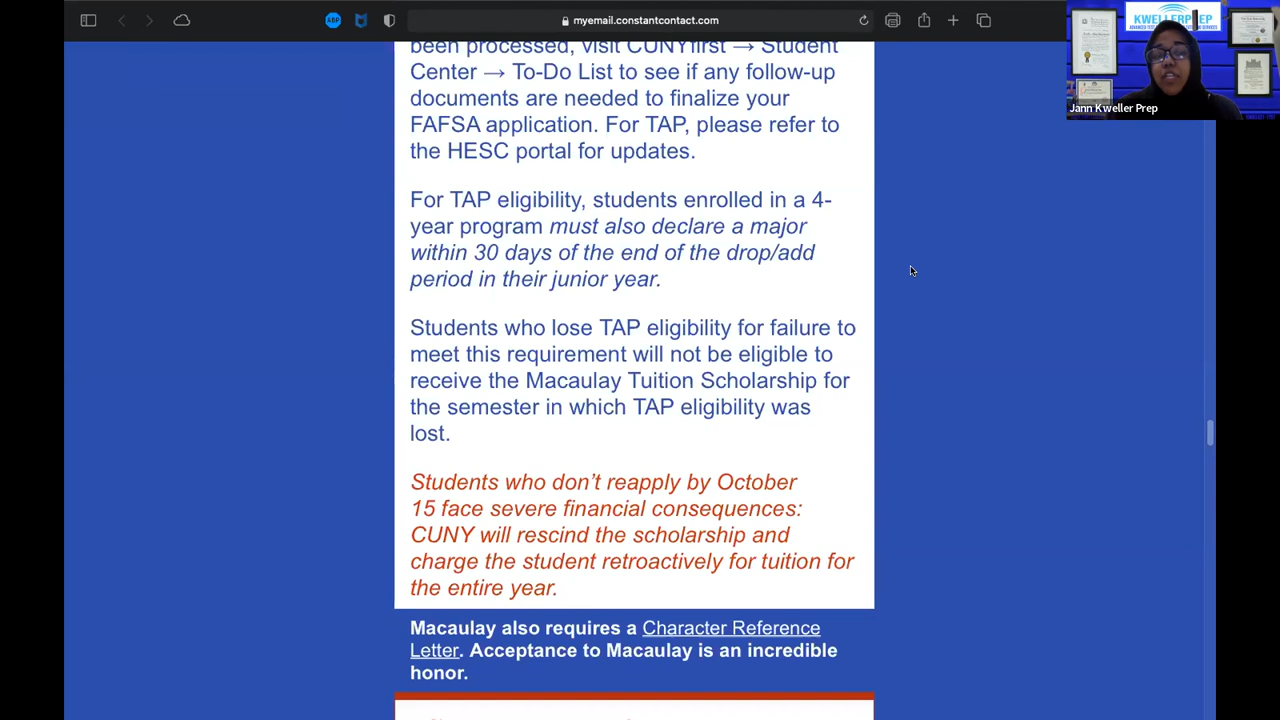 myemail.constantcontact.com
ABP
KWELLERPREP
Jann Kweller Prep
been processed, visit CUNYfirst → Student
Center → To-Do List to see if any follow-up
documents are needed to finalize your
FAFSA application. For TAP, please refer to
the HESC portal for updates.
For TAP eligibility, students enrolled in a 4-
year program must also declare a major
within 30 days of the end of the drop/add
period in their junior year.
Students who lose TAP eligibility for failure to
meet this requirement will not be eligible to
receive the Macaulay Tuition Scholarship for
the semester in which TAP eligibility was
lost.
Students who don’t reapply by October
15 face severe financial consequences:
CUNY will rescind the scholarship and
charge the student retroactively for tuition for
the entire year.
Macaulay also requires a Character Reference
Letter. Acceptance to Macaulay is an incredible
honor.